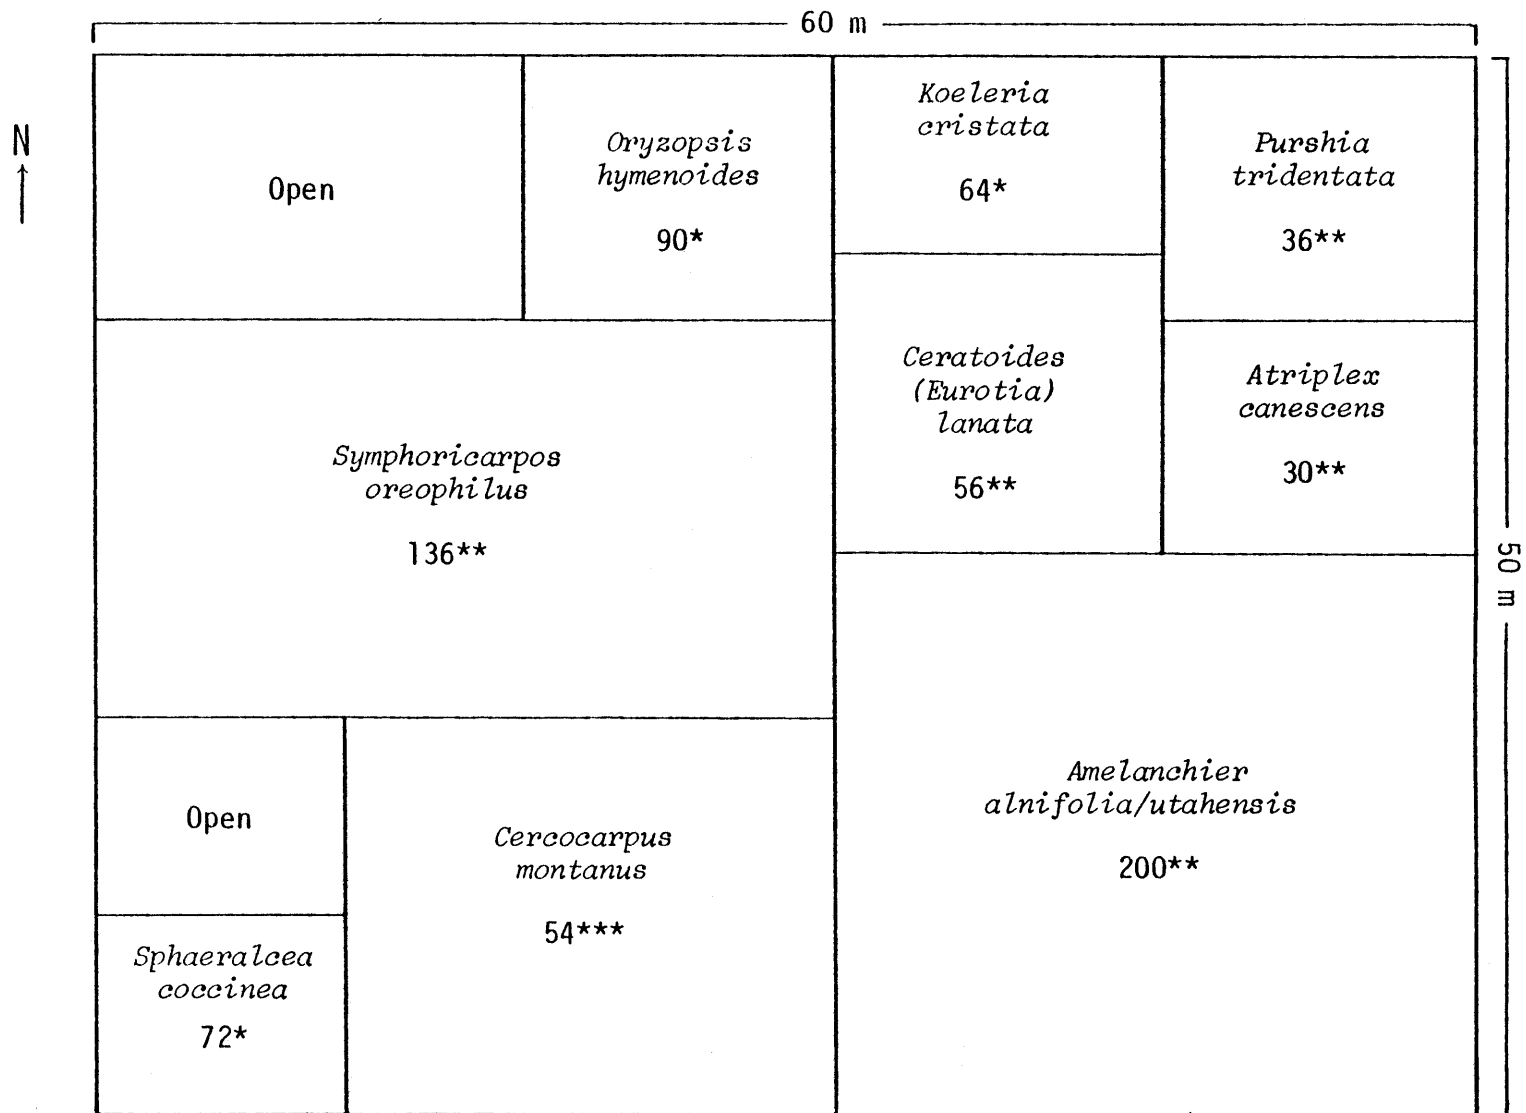 60 m
N
Open
Oryzopsis
hymenoides
90*
Koeleria
cristata
64*
Purshia
tridentata
36**
Symphoricarpos
oreophilus
136**
Ceratoides
(Eurotia)
lanata
56**
Atriplex
canescens
30**
50 m
Open
Sphaeralcea
coccinea
72*
Cercocarpus
montanus
54***
Amelanchier
alnifolia/utahensis
200**